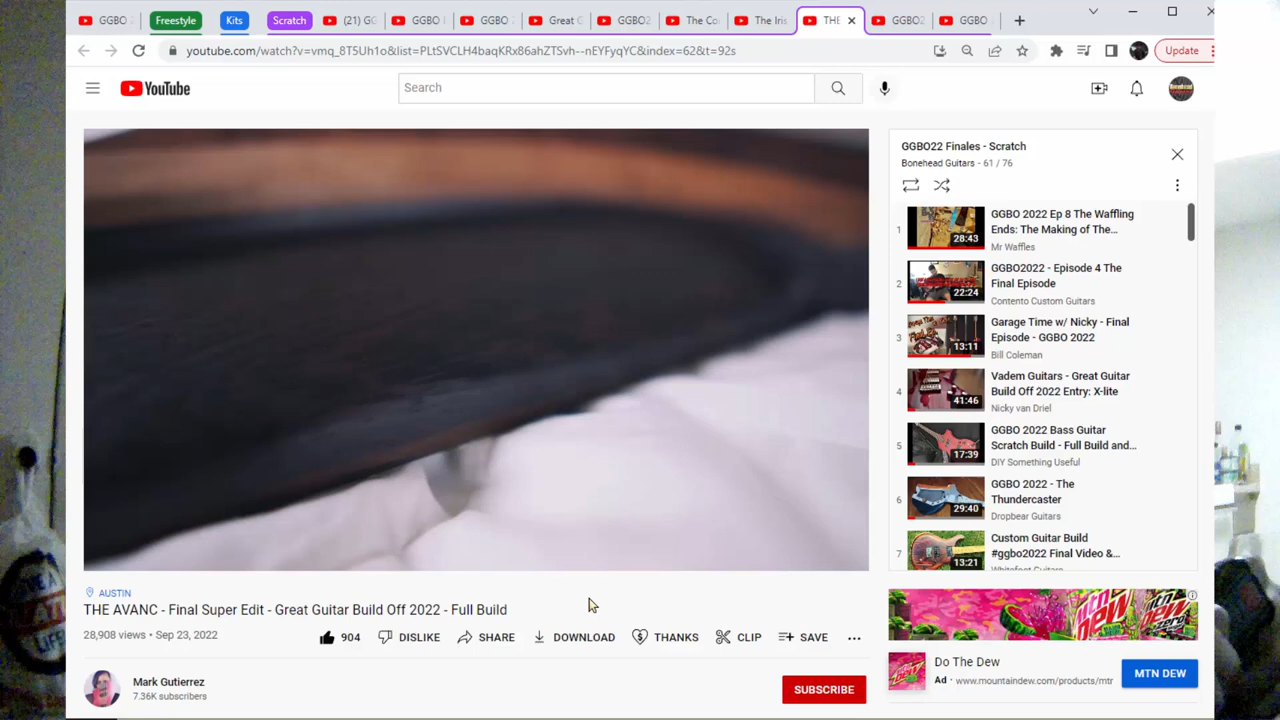 GGBO
Freestyle
Kits
Scratch
(21) GG
GGBO
GGBO
Great G
GGBO2
The Co
The Iris
THE
GGBO2
GGBO
youtube.com/watch?v=vmq_8T5Uh1o&list=PLtSVCLH4baqKRx86ahZTSvh--nEYFyqYC&index=62&t=92s
Update
YouTube
Search
GGBO22 Finales - Scratch
Bonehead Guitars - 61 / 76
1
28:43
GGBO 2022 Ep 8 The Waffling
Ends: The Making of The…
Mr Waffles
2
22:24
GGBO2022 - Episode 4 The
Final Episode
Contento Custom Guitars
3
13:11
Garage Time w/ Nicky - Final
Episode - GGBO 2022
Bill Coleman
4
41:46
Vadem Guitars - Great Guitar
Build Off 2022 Entry: X-lite
Nicky van Driel
5
17:39
GGBO 2022 Bass Guitar
Scratch Build - Full Build and…
DIY Something Useful
6
29:40
GGBO 2022 - The
Thundercaster
Dropbear Guitars
7
13:21
Custom Guitar Build
#ggbo2022 Final Video &…
Whitefoot Guitars
AUSTIN
THE AVANC - Final Super Edit - Great Guitar Build Off 2022 - Full Build
28,908 views • Sep 23, 2022
904
DISLIKE
SHARE
DOWNLOAD
THANKS
CLIP
SAVE
Mark Gutierrez
7.36K subscribers
SUBSCRIBE
MTN DEW
MTN DEW
Do The Dew
Ad • www.mountaindew.com/products/mtr
MTN DEW